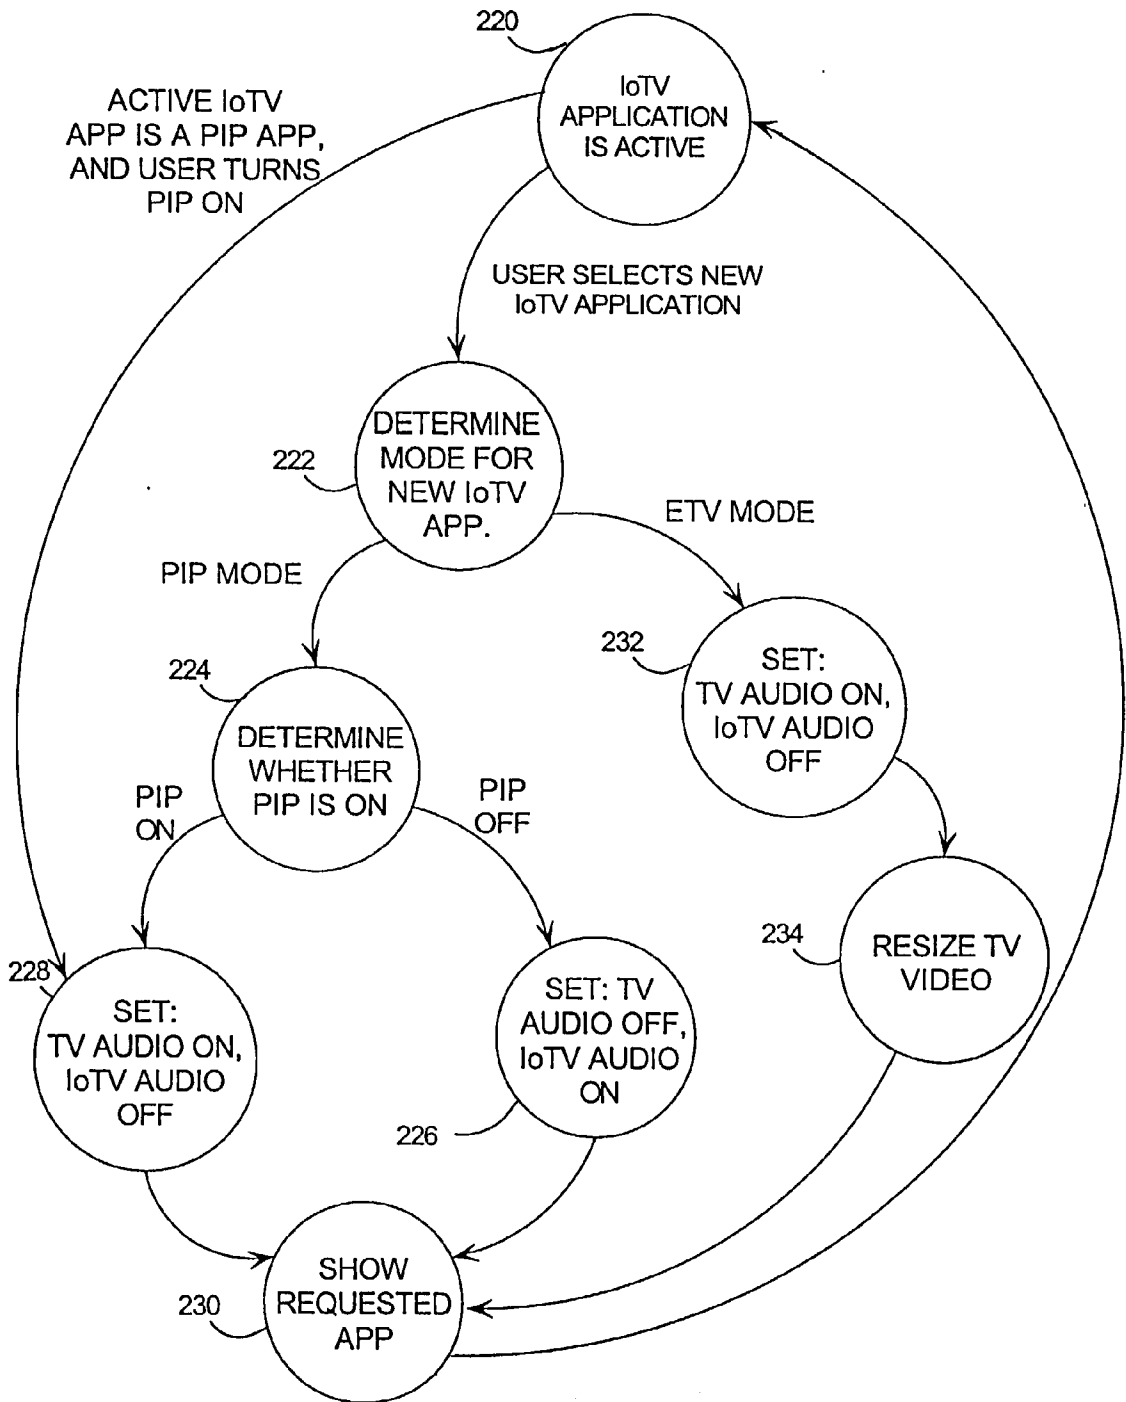 220
IoTV
APPLICATION
IS ACTIVE
ACTIVE IoTV
APP IS A PIP APP,
AND USER TURNS
PIP ON
USER SELECTS NEW
IoTV APPLICATION
222
DETERMINE
MODE FOR
NEW IoTV
APP.
ETV MODE
PIP MODE
232
SET:
TV AUDIO ON,
IoTV AUDIO
OFF
224
DETERMINE
WHETHER
PIP IS ON
PIP
ON
PIP
OFF
234
RESIZE TV
VIDEO
228
SET:
TV AUDIO ON,
IoTV AUDIO
OFF
SET: TV
AUDIO OFF,
IoTV AUDIO
ON
226
230
SHOW
REQUESTED
APP